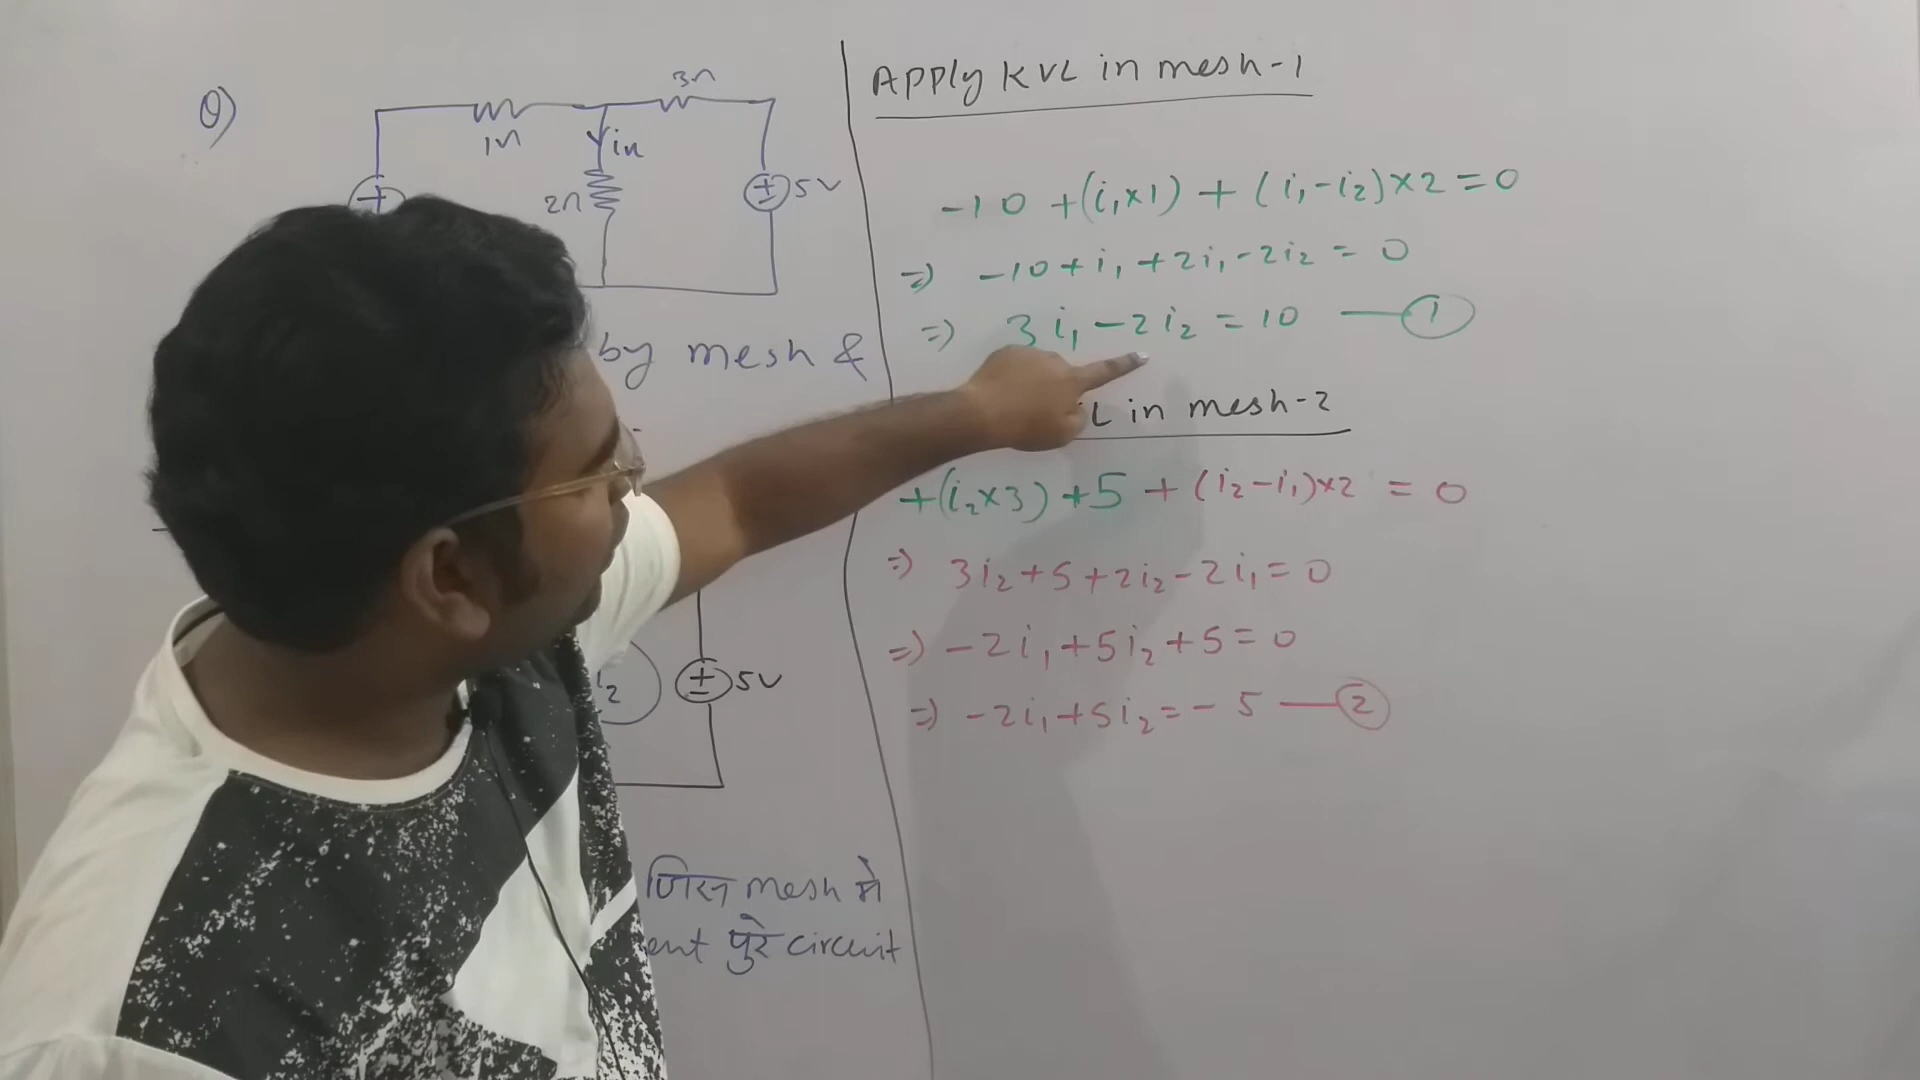 Q)
3Ω
1Ω
in
2Ω
5V
by mesh &
i2
5V
जिस mesh में
पुरे circuit
Apply KVL in mesh-1
-10 +(i₁×1) + (i₁-i₂)×2 = 0
=) -10+i₁+2i₁-2i₂ = 0
=) 3i₁-2i₂ = 10 — 1
in mesh-2
+(i₂×3) +5 + (i₂-i₁)×2 = 0
=) 3i₂+5+2i₂-2i₁=0
=) -2i₁+5i₂+5=0
=) -2i₁+5i₂=-5 — 2